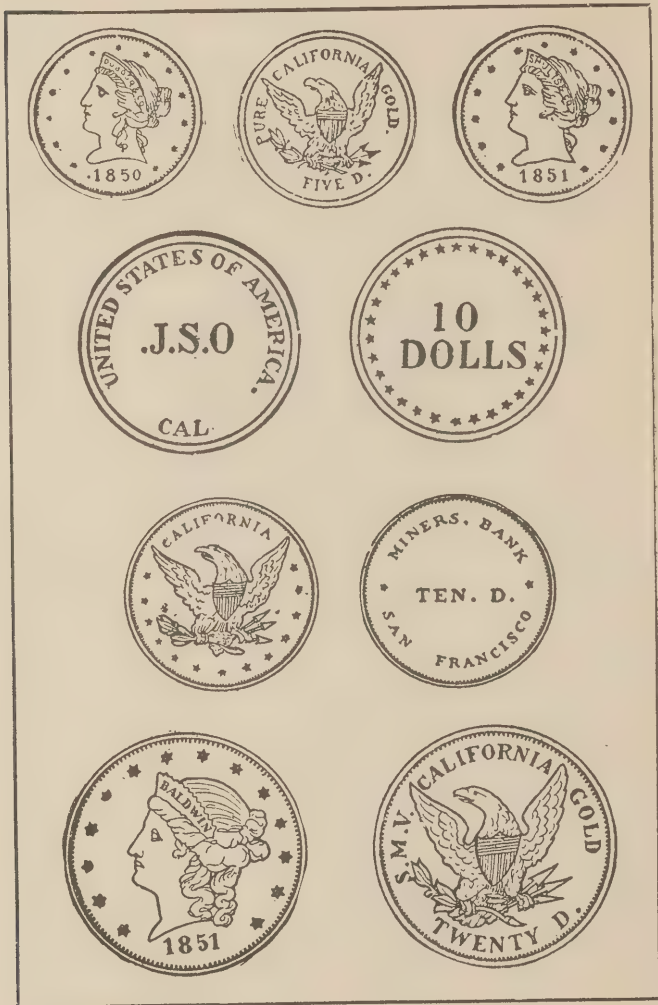 .1850.
PURE CALIFORNIA GOLD.
FIVE D.
1851
UNITED STATES OF AMERICA.
.J.S.O
CAL.
10
DOLLS
CALIFORNIA
MINERS. BANK
TEN. D.
SAN FRANCISCO
BALDWIN
1851
S.M.V. CALIFORNIA GOLD
TWENTY D.